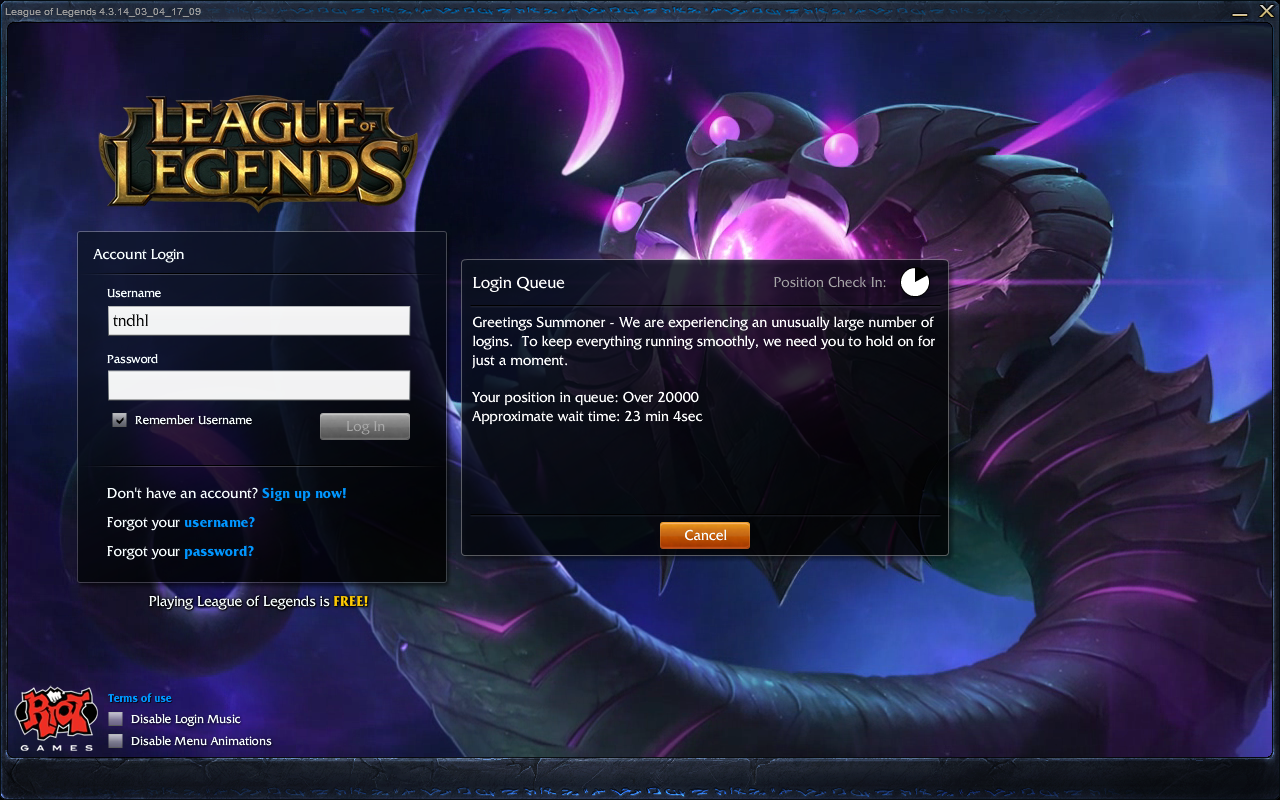 League of Legends 4.3.14_03_04_17_09
LEAGUE OF
LEGENDS®
Account Login
Username
tndhl
Password
Remember Username
Log In
Don't have an account? Sign up now!
Forgot your username?
Forgot your password?
Playing League of Legends is FREE!
Login Queue
Position Check In:
Greetings Summoner - We are experiencing an unusually large number of
logins.  To keep everything running smoothly, we need you to hold on for
just a moment.
Your position in queue: Over 20000
Approximate wait time: 23 min 4sec
Cancel
RIOT
GAMES
Terms of use
Disable Login Music
Disable Menu Animations